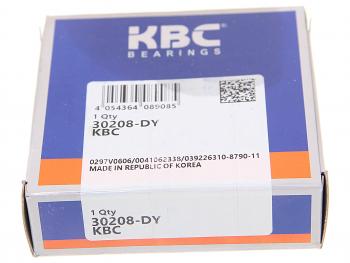 KBC
BEARINGS
4 054364 089085
1 Qty
30208-DY
KBC
0297V0606/0041062338/039226310-8790-11
MADE IN REPUBLIC OF KOREA
1 Qty
30208-DY
KBC